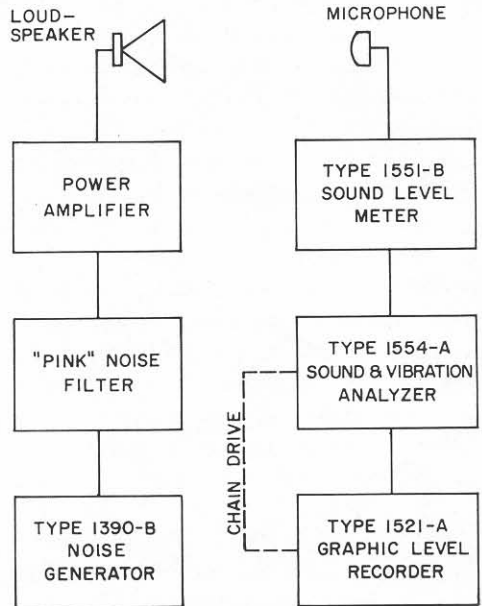 LOUD-
SPEAKER
POWER
AMPLIFIER
"PINK" NOISE
FILTER
TYPE 1390-B
NOISE
GENERATOR
MICROPHONE
TYPE 1551-B
SOUND LEVEL
METER
TYPE 1554-A
SOUND & VIBRATION
ANALYZER
CHAIN DRIVE
TYPE 1521-A
GRAPHIC LEVEL
RECORDER